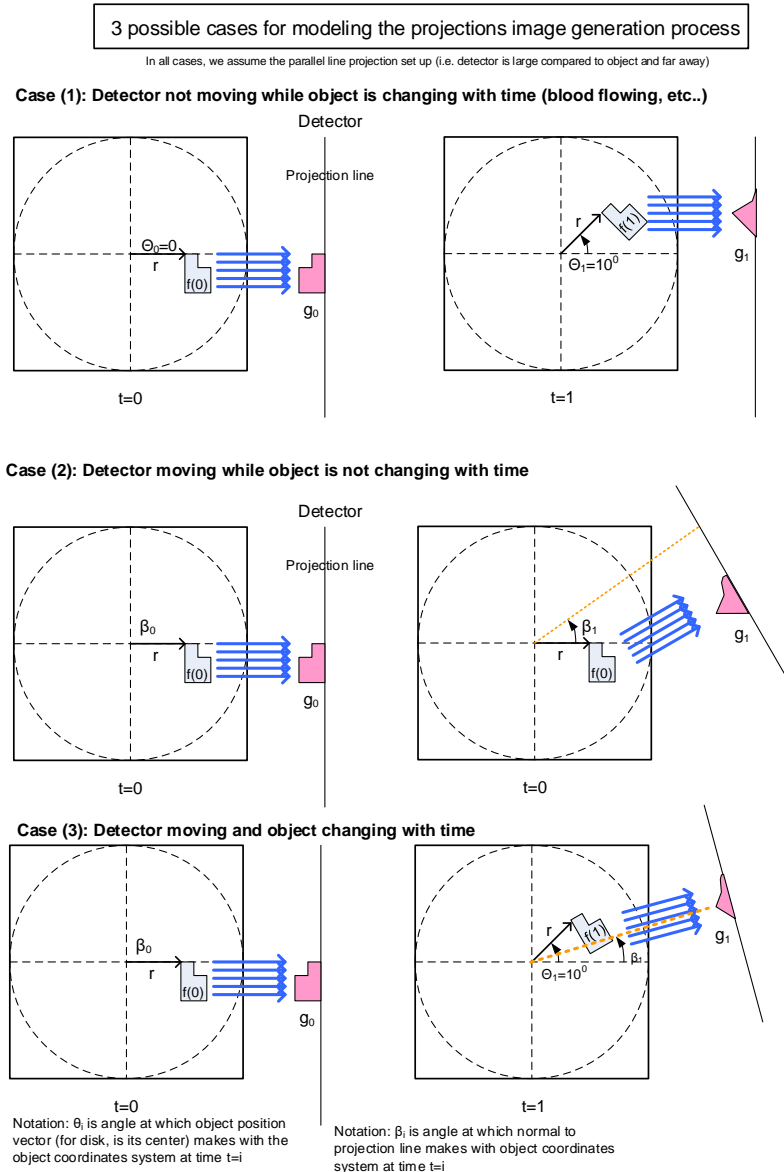 3 possible cases for modeling the projections image generation process
In all cases, we assume the parallel line projection set up (i.e. detector is large compared to object and far away)
Case (1): Detector not moving while object is changing with time (blood flowing, etc..)
Detector
Projection line
Θ₀=0
r
f(0)
g₀
t=0
r
f(1)
Θ₁=10⁰
g₁
t=1
Case (2): Detector moving while object is not changing with time
Detector
Projection line
β₀
r
f(0)
g₀
t=0
β₁
r
f(0)
g₁
t=0
Case (3): Detector moving and object changing with time
β₀
r
f(0)
g₀
t=0
r
f(1)
Θ₁=10⁰
β₁
g₁
t=1
Notation: θᵢ is angle at which object position
vector (for disk, is its center) makes with the
object coordinates system at time t=i
Notation: βᵢ is angle at which normal to
projection line makes with object coordinates
system at time t=i